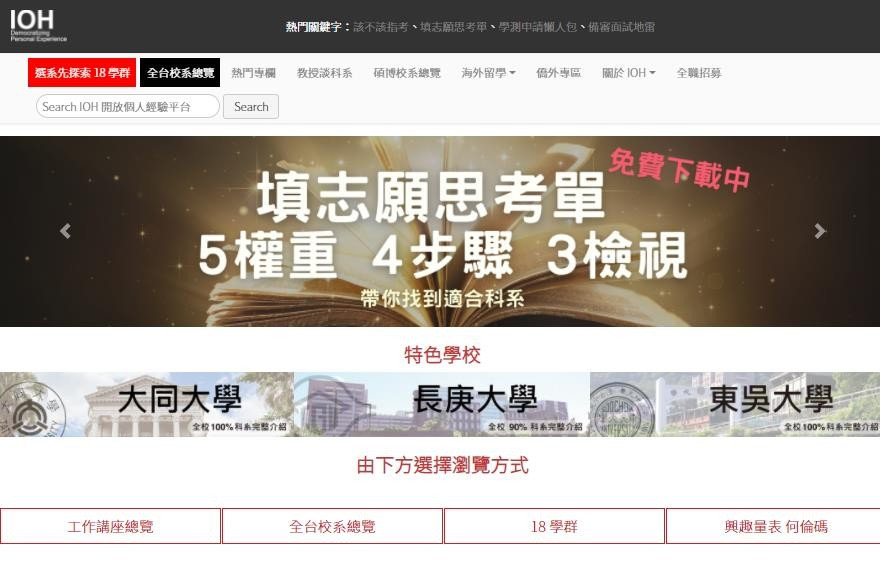 IOH
Democratizing
Personal Experience
熱門關鍵字：該不該指考、填志願思考單、學測申請懶人包、備審面試地雷
選系先探索 18 學群 全台校系總覽 熱門專欄 教授談科系 碩博校系總覽 海外留學 僑外專區 關於 IOH 全職招募
Search IOH 開放個人經驗平台 Search
免費下載中
填志願思考單
5權重 4步驟 3檢視
帶你找到適合科系
特色學校
大同大學 長庚大學 東吳大學
全校100%科系完整介紹 全校 90% 科系完整介紹 全校100%科系完整介紹
由下方選擇瀏覽方式
工作講座總覽 全台校系總覽 18 學群 興趣量表 何倫碼